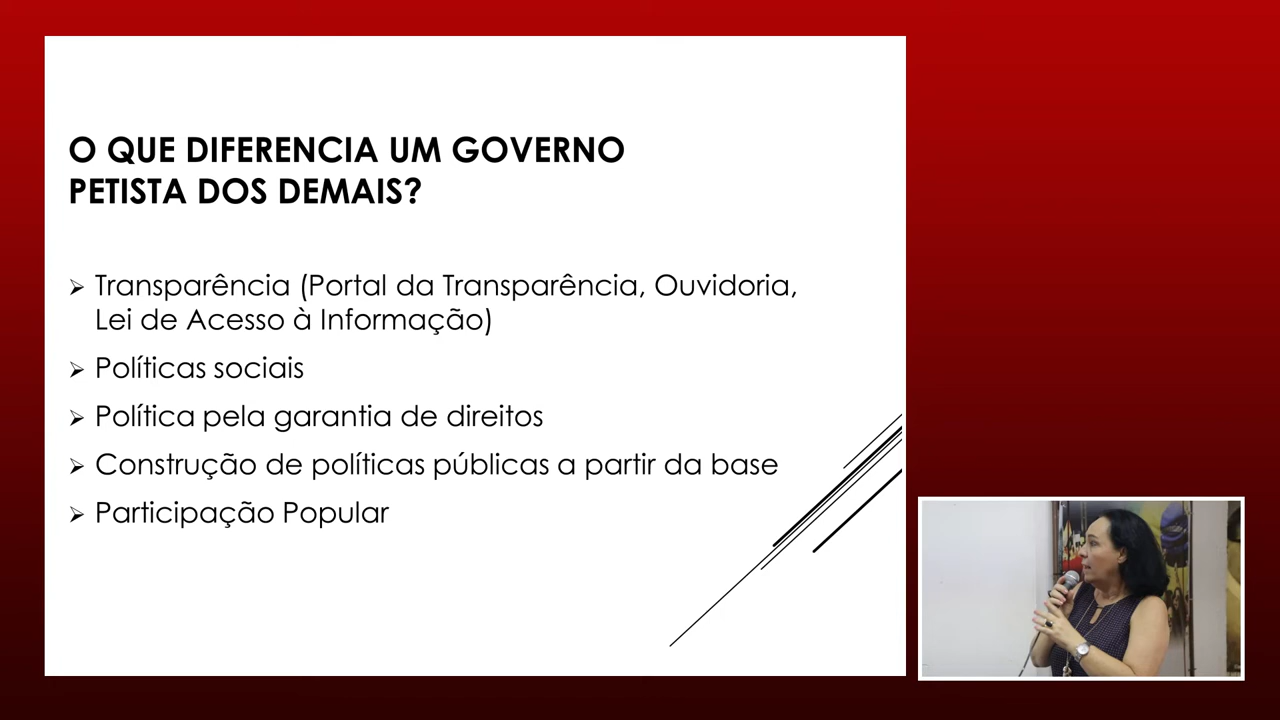 O QUE DIFERENCIA UM GOVERNO
PETISTA DOS DEMAIS?
Transparência (Portal da Transparência, Ouvidoria,
Lei de Acesso à Informação)
Políticas sociais
Política pela garantia de direitos
Construção de políticas públicas a partir da base
Participação Popular